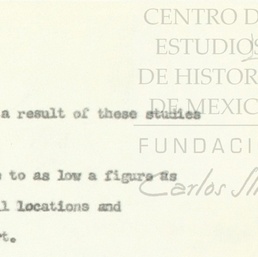 CENTRO D
ESTUDIOS
DE HISTOR
DE MEXIC
a result of these studies
FUNDACI
to as low a figure as
Carlos Sli
l locations and
t.